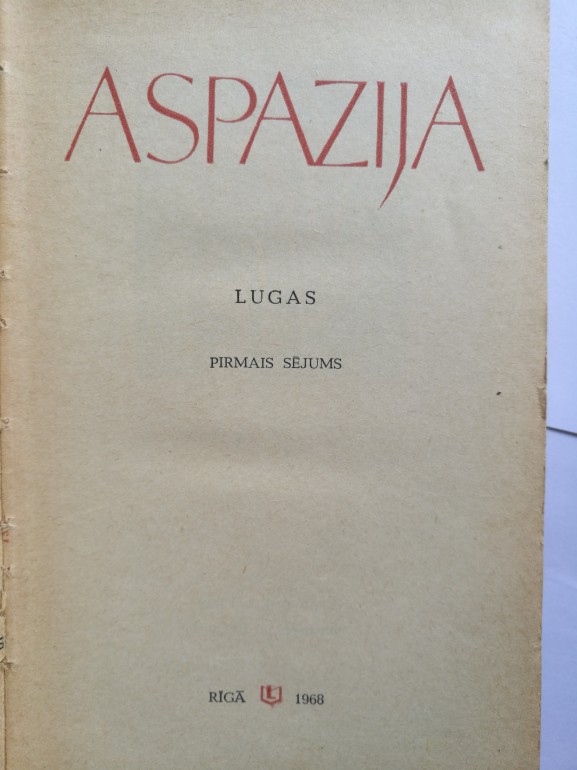 ASPAZIJA
LUGAS
PIRMAIS SĒJUMS
RĪGĀ L 1968